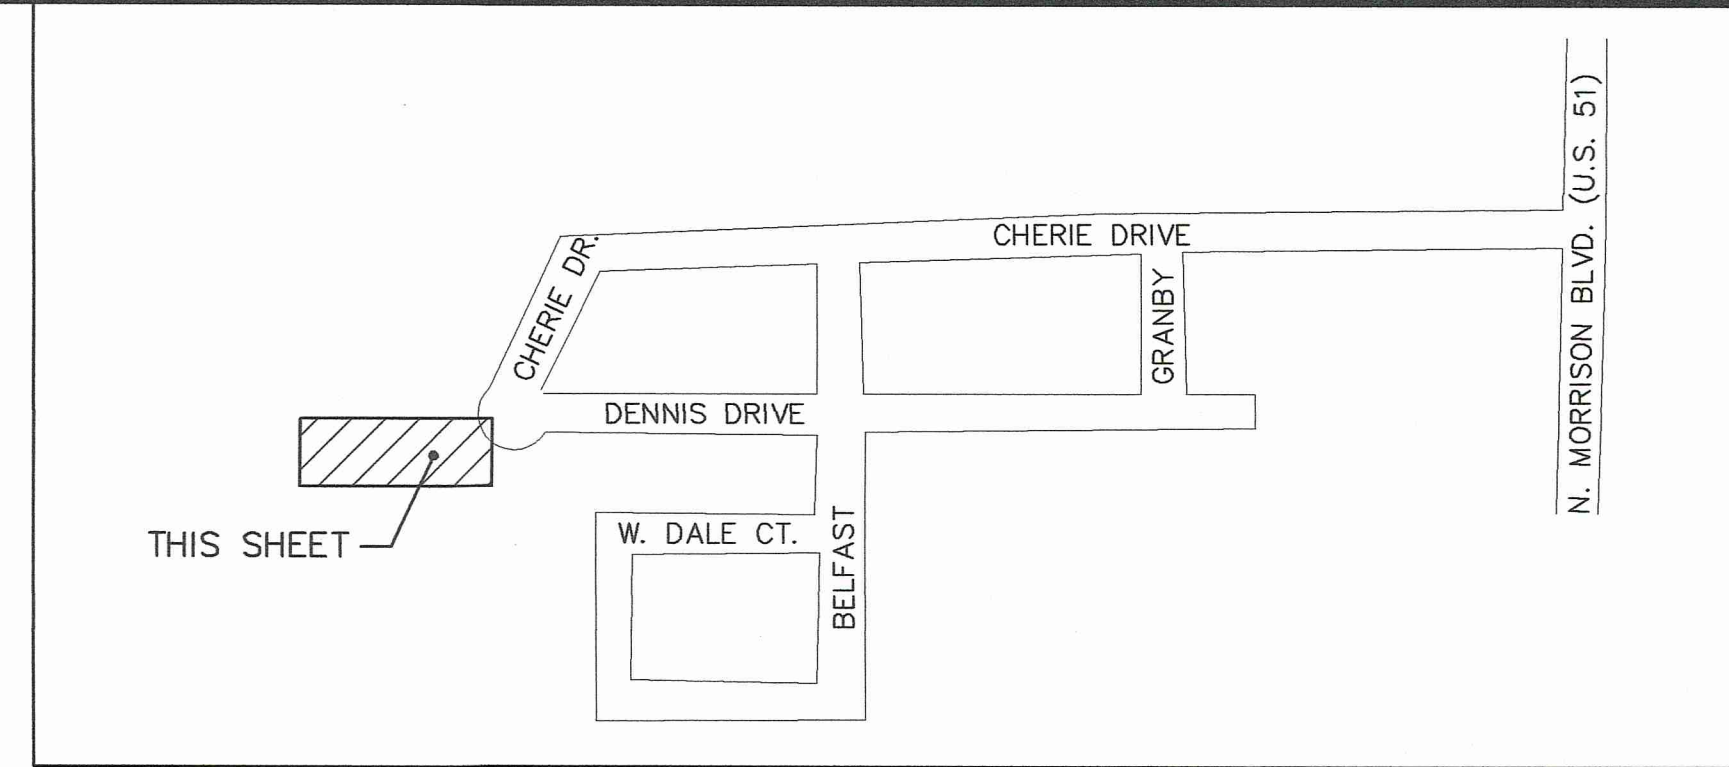 N. MORRISON BLVD. (U.S. 51)
CHERIE DRIVE
CHERIE DR.
GRANBY
DENNIS DRIVE
THIS SHEET
W. DALE CT.
BELFAST